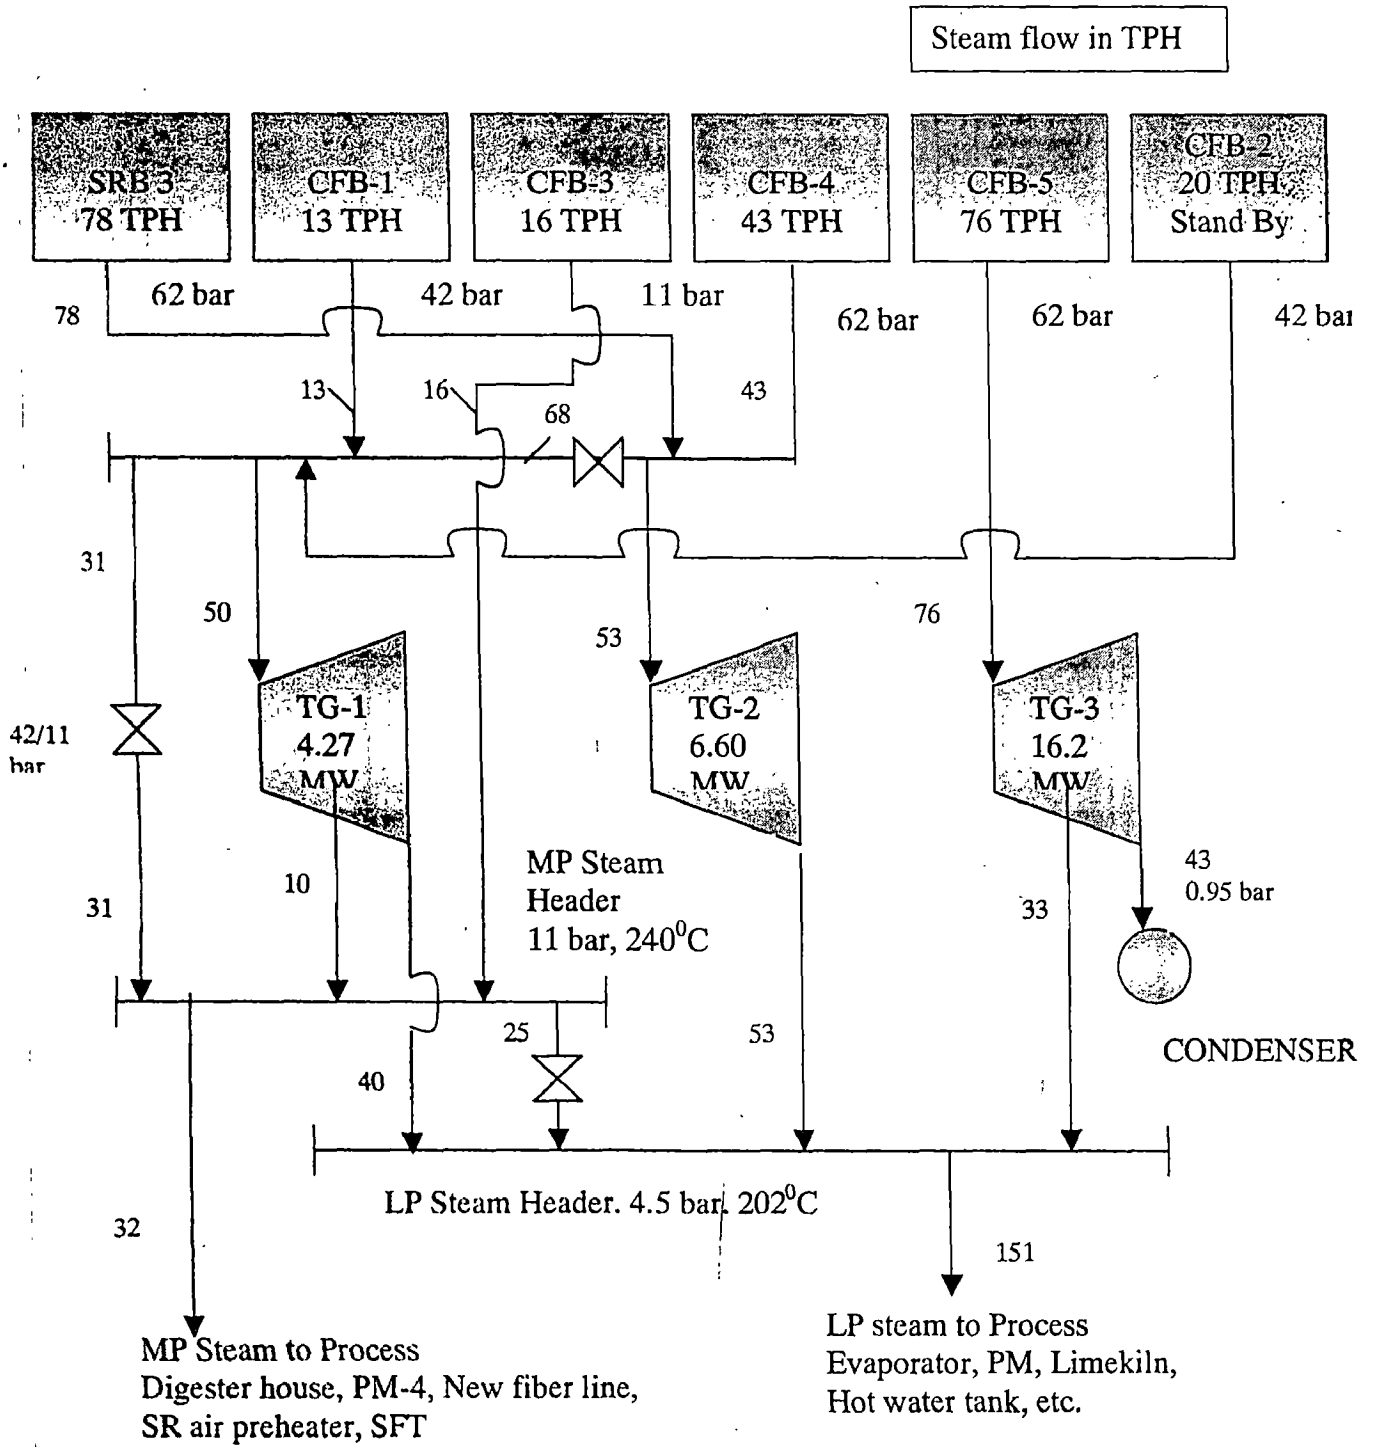 Steam flow in TPH
SRB 3
78 TPH
CFB-1
13 TPH
CFB-3
16 TPH
CFB-4
43 TPH
CFB-5
76 TPH
CFB-2
20 TPH
Stand By
78
62 bar
42 bar
11 bar
62 bar
62 bar
42 bar
13
16
68
43
31
50
53
76
42/11
bar
TG-1
4.27
MW
TG-2
6.60
MW
TG-3
16.2
MW
31
10
MP Steam
Header
11 bar, 240⁰C
33
43
0.95 bar
25
53
40
CONDENSER
LP Steam Header. 4.5 bar. 202⁰C
32
151
MP Steam to Process
Digester house, PM-4, New fiber line,
SR air preheater, SFT
LP steam to Process
Evaporator, PM, Limekiln,
Hot water tank, etc.